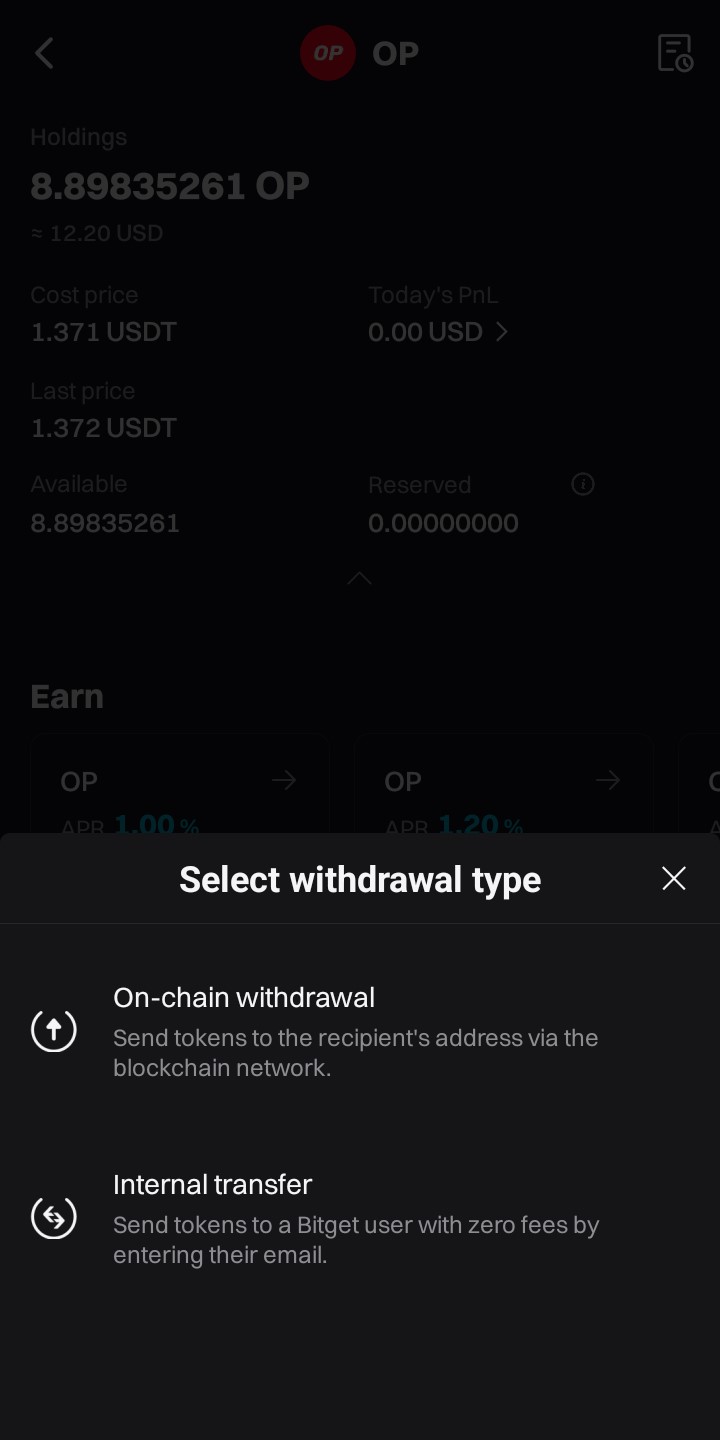 OP OP
Holdings
8.89835261 OP
≈ 12.20 USD
Cost price Today's PnL
1.371 USDT 0.00 USD
Last price
1.372 USDT
Available Reserved
8.89835261 0.00000000
Earn
OP OP
APR 1.00 % APR 1.20 %
Select withdrawal type
On-chain withdrawal
Send tokens to the recipient's address via the
blockchain network.
Internal transfer
Send tokens to a Bitget user with zero fees by
entering their email.